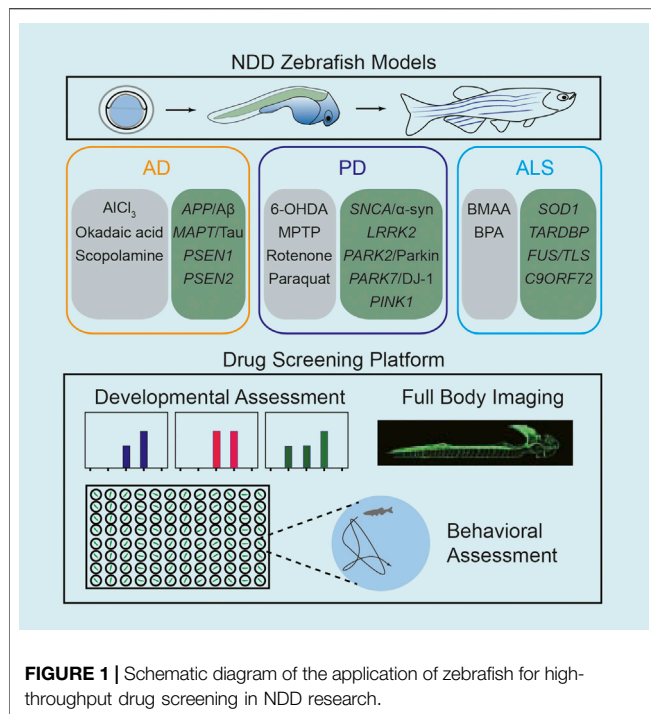 NDD Zebrafish Models
AD
PD
ALS
AlCl₃
Okadaic acid
Scopolamine
APP/Aβ
MAPT/Tau
PSEN1
PSEN2
6-OHDA
MPTP
Rotenone
Paraquat
SNCA/α-syn
LRRK2
PARK2/Parkin
PARK7/DJ-1
PINK1
BMAA
BPA
SOD1
TARDBP
FUS/TLS
C9ORF72
Drug Screening Platform
Developmental Assessment
Full Body Imaging
Behavioral
Assessment
FIGURE 1 | Schematic diagram of the application of zebrafish for high-
throughput drug screening in NDD research.